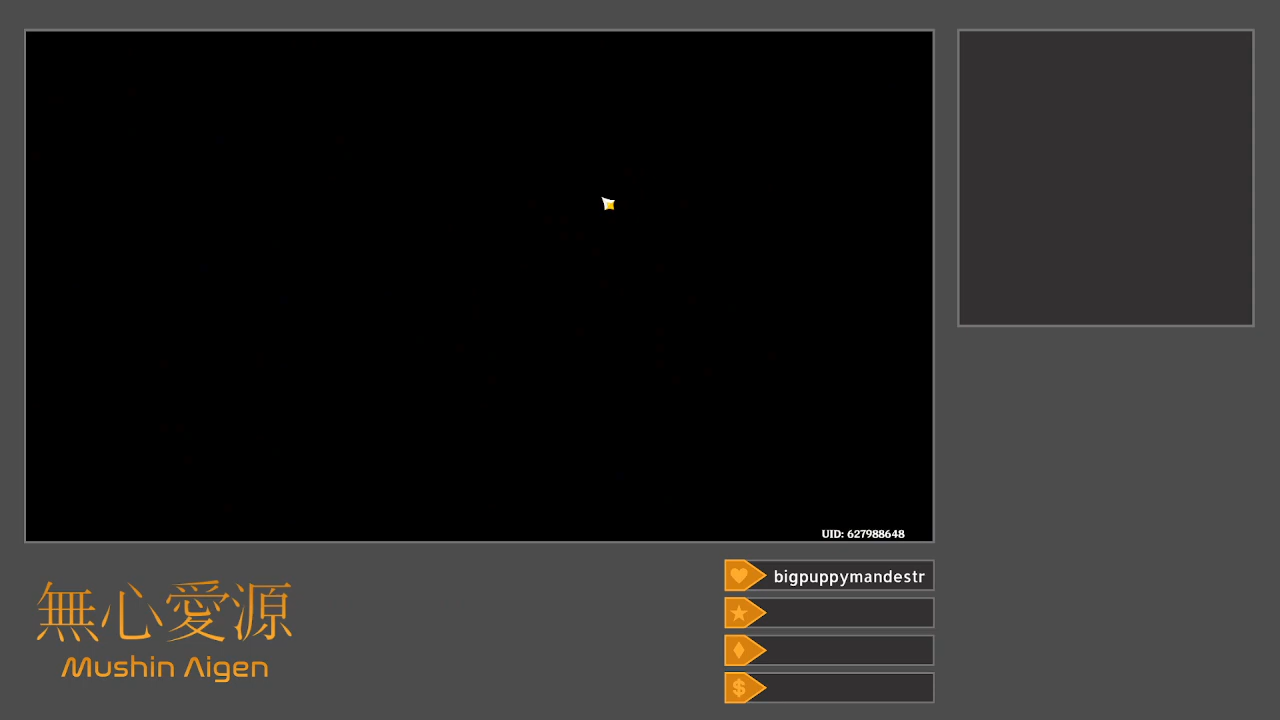 UID: 627988648
bigpuppymandestr
無心愛源
Mushin Aigen
$